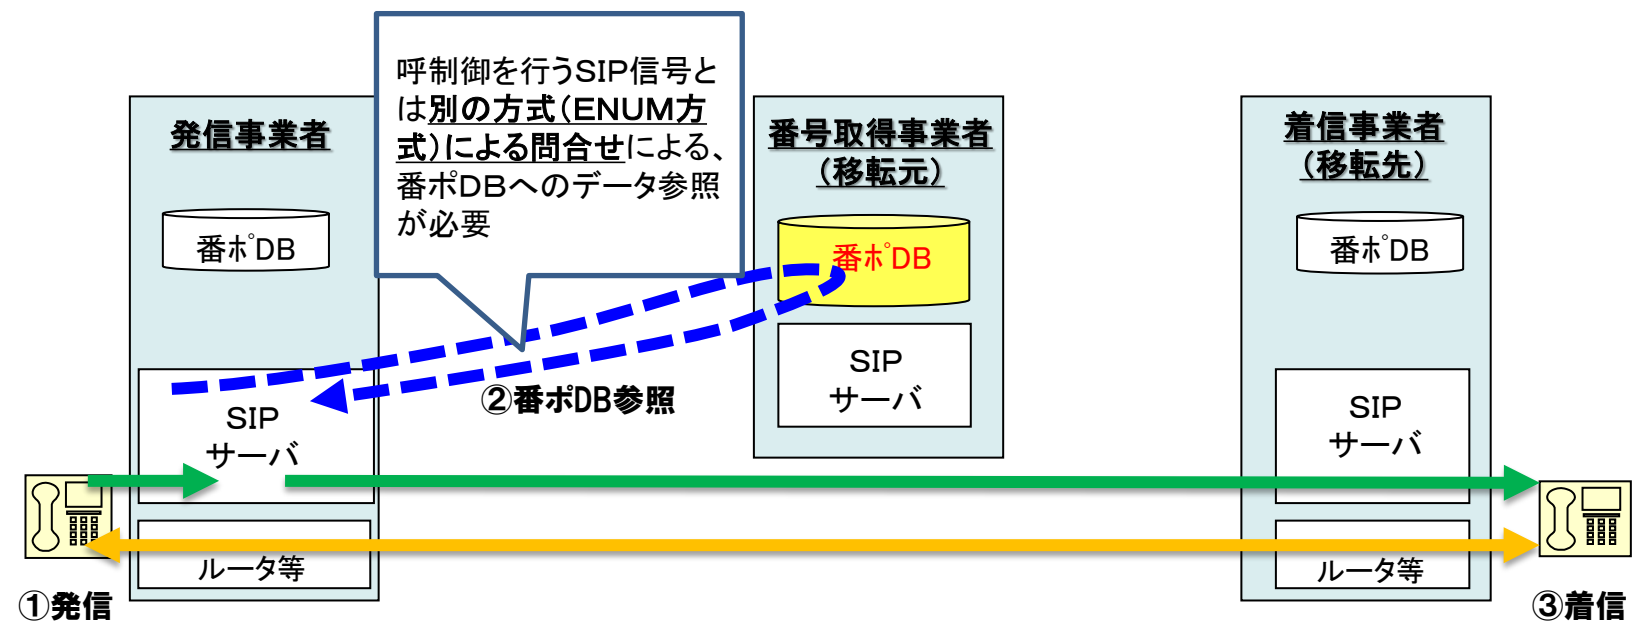 呼制御を行うSIP信号と
は別の方式(ENUM方
式)による問合せによる、
番ポDBへのデータ参照
が必要
発信事業者
番ポDB
SIP
サーバ
ルータ等
番号取得事業者
(移転元)
番ポDB
SIP
サーバ
着信事業者
(移転先)
番ポDB
SIP
サーバ
ルータ等
②番ポDB参照
①発信
③着信